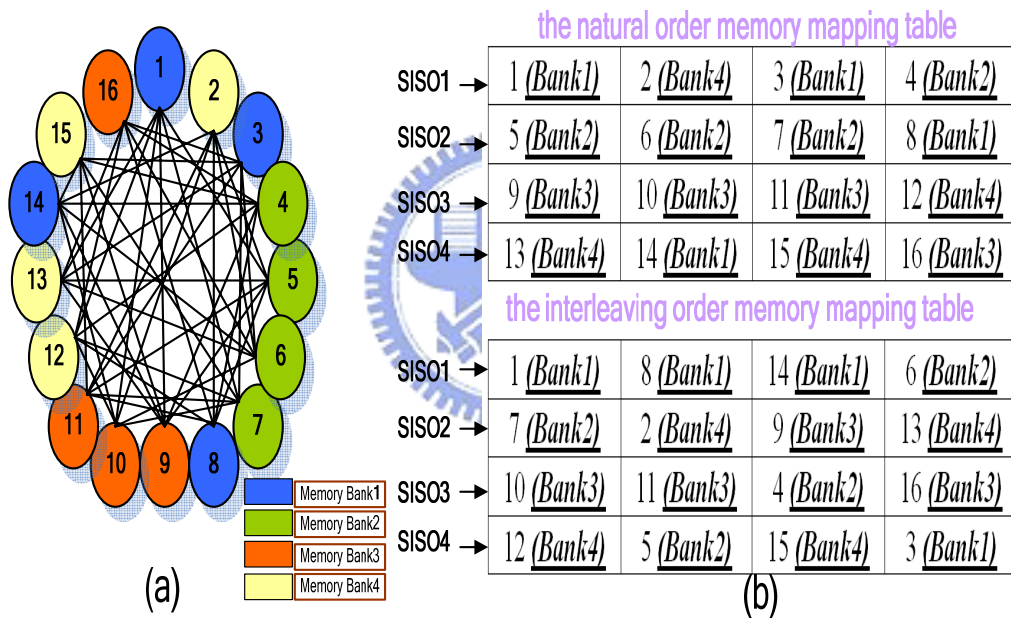 1
2
3
4
5
6
7
8
9
10
11
12
13
14
15
16
Memory Bank1
Memory Bank2
Memory Bank3
Memory Bank4
(a)
the natural order memory mapping table
SISO1 1 (Bank1) 2 (Bank4) 3 (Bank1) 4 (Bank2)
SISO2 5 (Bank2) 6 (Bank2) 7 (Bank2) 8 (Bank1)
SISO3 9 (Bank3) 10 (Bank3) 11 (Bank3) 12 (Bank4)
SISO4 13 (Bank4) 14 (Bank1) 15 (Bank4) 16 (Bank3)
the interleaving order memory mapping table
SISO1 1 (Bank1) 8 (Bank1) 14 (Bank1) 6 (Bank2)
SISO2 7 (Bank2) 2 (Bank4) 9 (Bank3) 13 (Bank4)
SISO3 10 (Bank3) 11 (Bank3) 4 (Bank2) 16 (Bank3)
SISO4 12 (Bank4) 5 (Bank2) 15 (Bank4) 3 (Bank1)
(b)